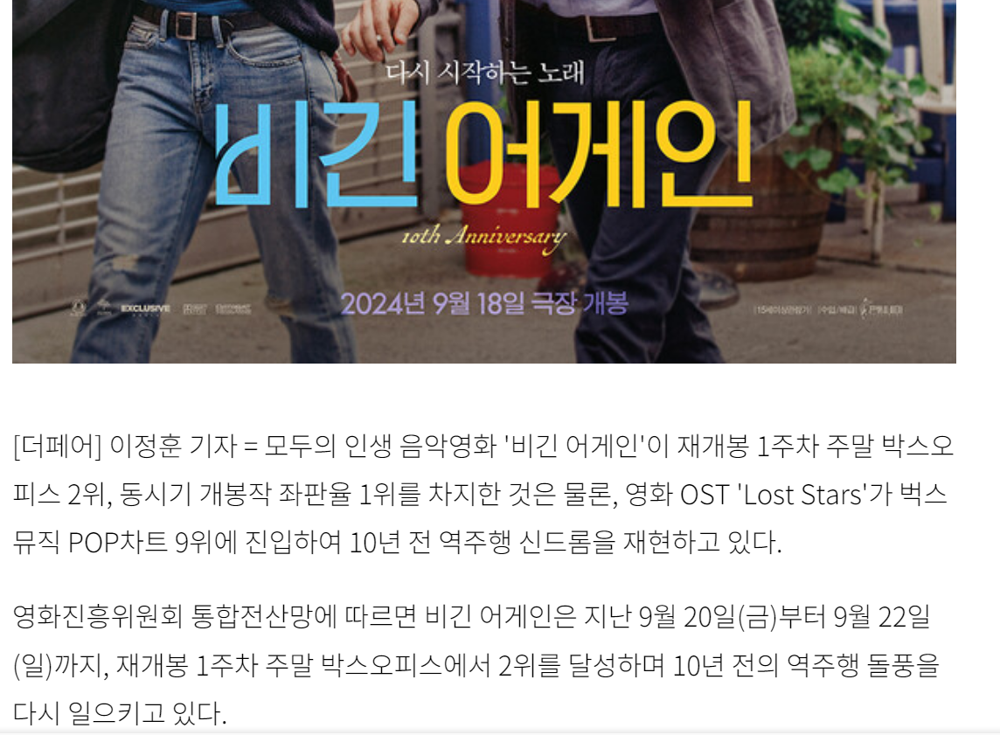 다시 시작하는 노래
비긴 어게인
10th Anniversary
2024년 9월 18일 극장 개봉
EXCLUSIVE
[더페어] 이정훈 기자 = 모두의 인생 음악영화 '비긴 어게인'이 재개봉 1주차 주말 박스오
피스 2위, 동시기 개봉작 좌판율 1위를 차지한 것은 물론, 영화 OST 'Lost Stars'가 벅스
뮤직 POP차트 9위에 진입하여 10년 전 역주행 신드롬을 재현하고 있다.
영화진흥위원회 통합전산망에 따르면 비긴 어게인은 지난 9월 20일(금)부터 9월 22일
(일)까지, 재개봉 1주차 주말 박스오피스에서 2위를 달성하며 10년 전의 역주행 돌풍을
다시 일으키고 있다.